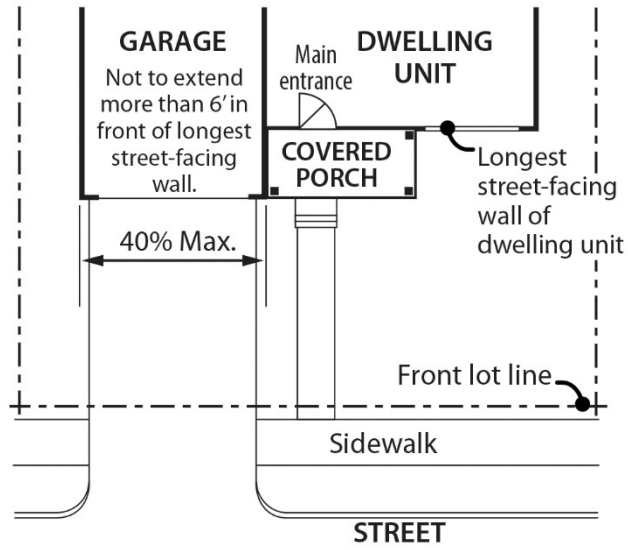 GARAGE
Not to extend
more than 6' in
front of longest
street-facing
wall.
Main
entrance
DWELLING
UNIT
COVERED
PORCH
Longest
street-facing
wall of
dwelling unit
40% Max.
Front lot line
Sidewalk
STREET